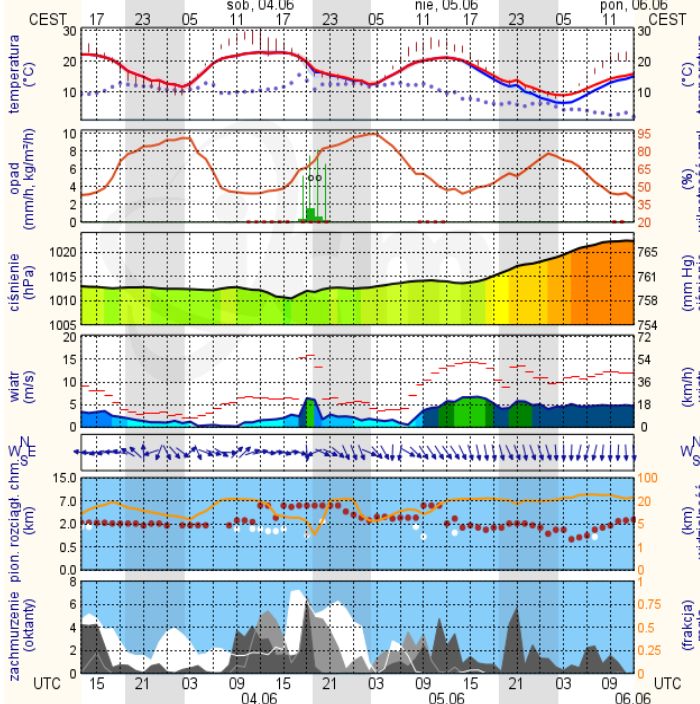 sob, 04.06 nie, 05.06 pon, 06.06
CEST 17 23 05 11 17 23 05 11 17 23 05 11 CEST
temperatura
(°C)
30
20
10
30
20
10
(°C)
opad
(mm/h, kg/m²/h)
10
8
6
4
2
0
95
80
65
50
35
20
(%)
ciśnienie
(hPa)
1020
1015
1010
1005
765
761
758
754
(mm Hg)
wiatr
(m/s)
20
15
10
5
0
72
54
36
18
0
(km/h)
N
W E
S
N
W
S
pion. rozciągł. chm.
(km)
15.0
7.0
2.0
0.5
0.0
100
20
5
1
0
(km)
zachmurzenie
(oktanty)
8
6
4
2
0
1
0.75
0.5
0.25
0
(frakcja)
UTC 15 21 03 09 15 21 03 09 15 21 03 09 UTC
04.06 05.06 06.06